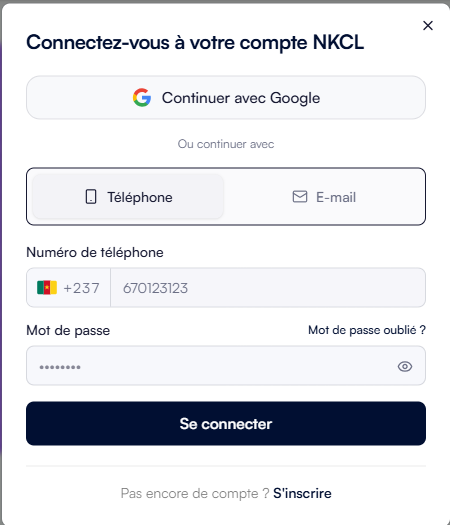 Connectez-vous à votre compte NKCL
Continuer avec Google
Ou continuer avec
Téléphone
E-mail
Numéro de téléphone
+237
670123123
Mot de passe
Mot de passe oublié ?
••••••••
Se connecter
Pas encore de compte ? S'inscrire